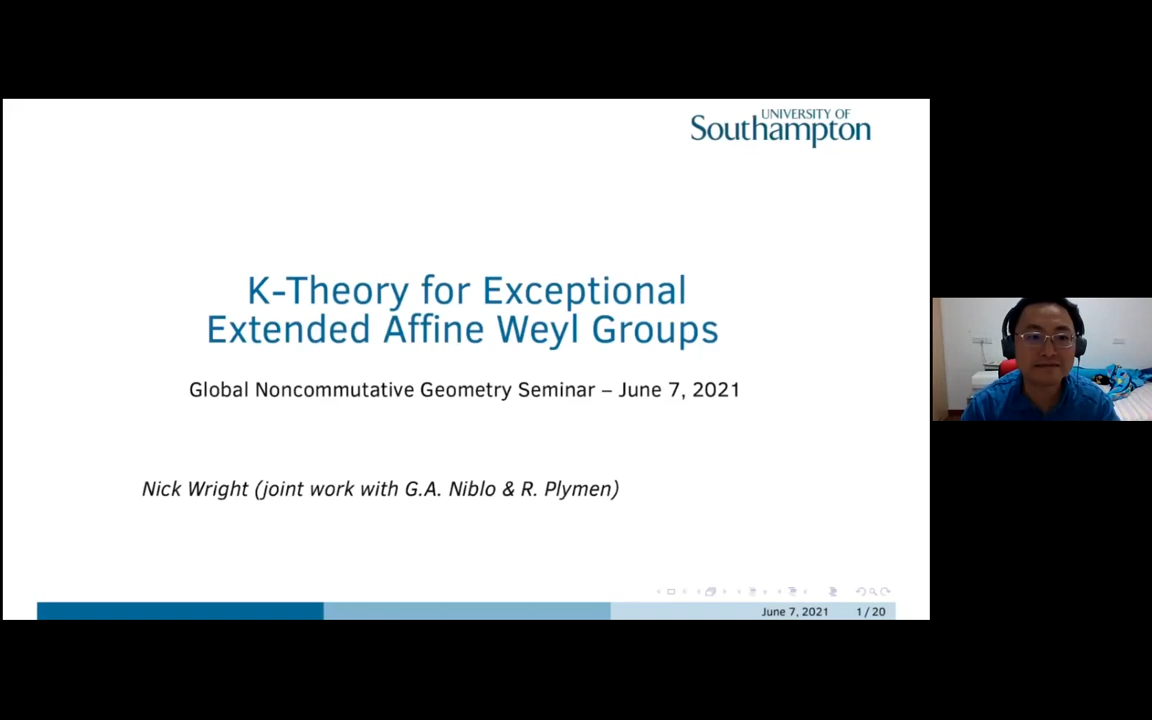 UNIVERSITY OF
Southampton
K-Theory for Exceptional
Extended Affine Weyl Groups
Global Noncommutative Geometry Seminar – June 7, 2021
Nick Wright (joint work with G.A. Niblo & R. Plymen)
June 7, 2021 1 / 20